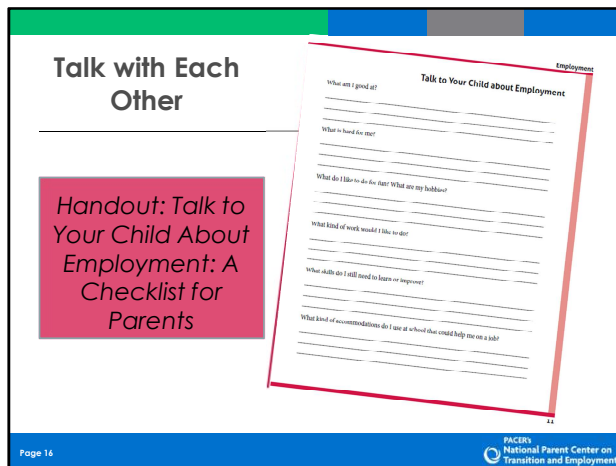 Talk with Each
Other
Handout: Talk to
Your Child About
Employment: A
Checklist for
Parents
Employment
Talk to Your Child about Employment
What am I good at?
What is hard for me?
What do I like to do for fun? What are my hobbies?
What kind of work would I like to do?
What skills do I still need to learn or improve?
What kind of accommodations do I use at school that could help me on a job?
11
Page 16
PACER's
National Parent Center on
Transition and Employment